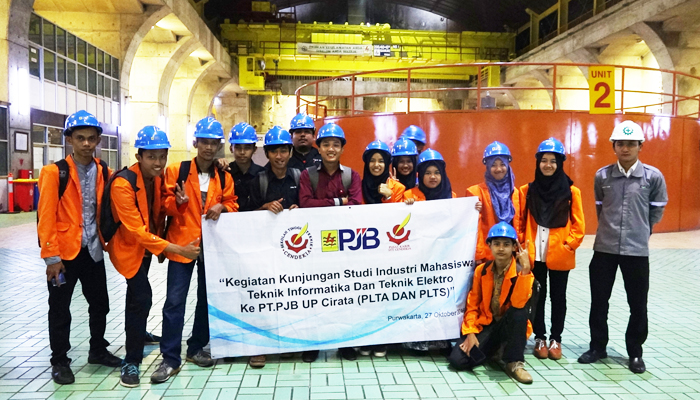 UNIT
2
CENDEKIA
PJB
"Kegiatan Kunjungan Studi Industri Mahasiswa
Teknik Informatika Dan Teknik Elektro
Ke PT.PJB UP Cirata (PLTA DAN PLTS)"
Purwakarta, 27 Oktober